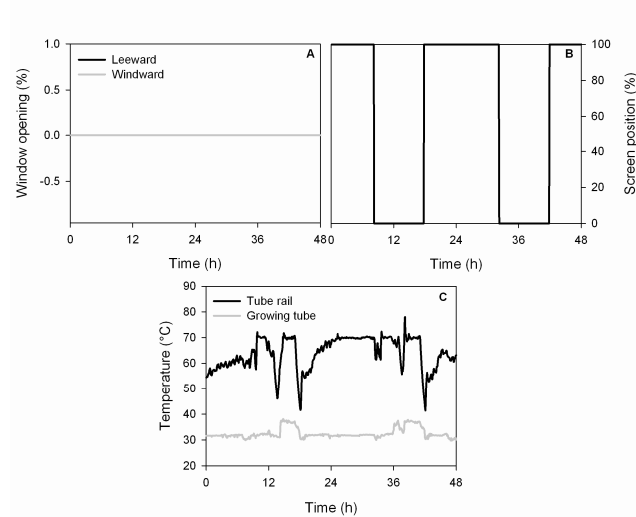 A
B
Leeward
Windward
Window opening (%)
1.0
0.5
0.0
-0.5
0
12
24
36
48
Time (h)
Screen position (%)
100
80
60
40
20
0
0
12
24
36
48
Time (h)
C
Tube rail
Growing tube
Temperature (°C)
90
80
70
60
50
40
30
20
0
12
24
36
48
Time (h)